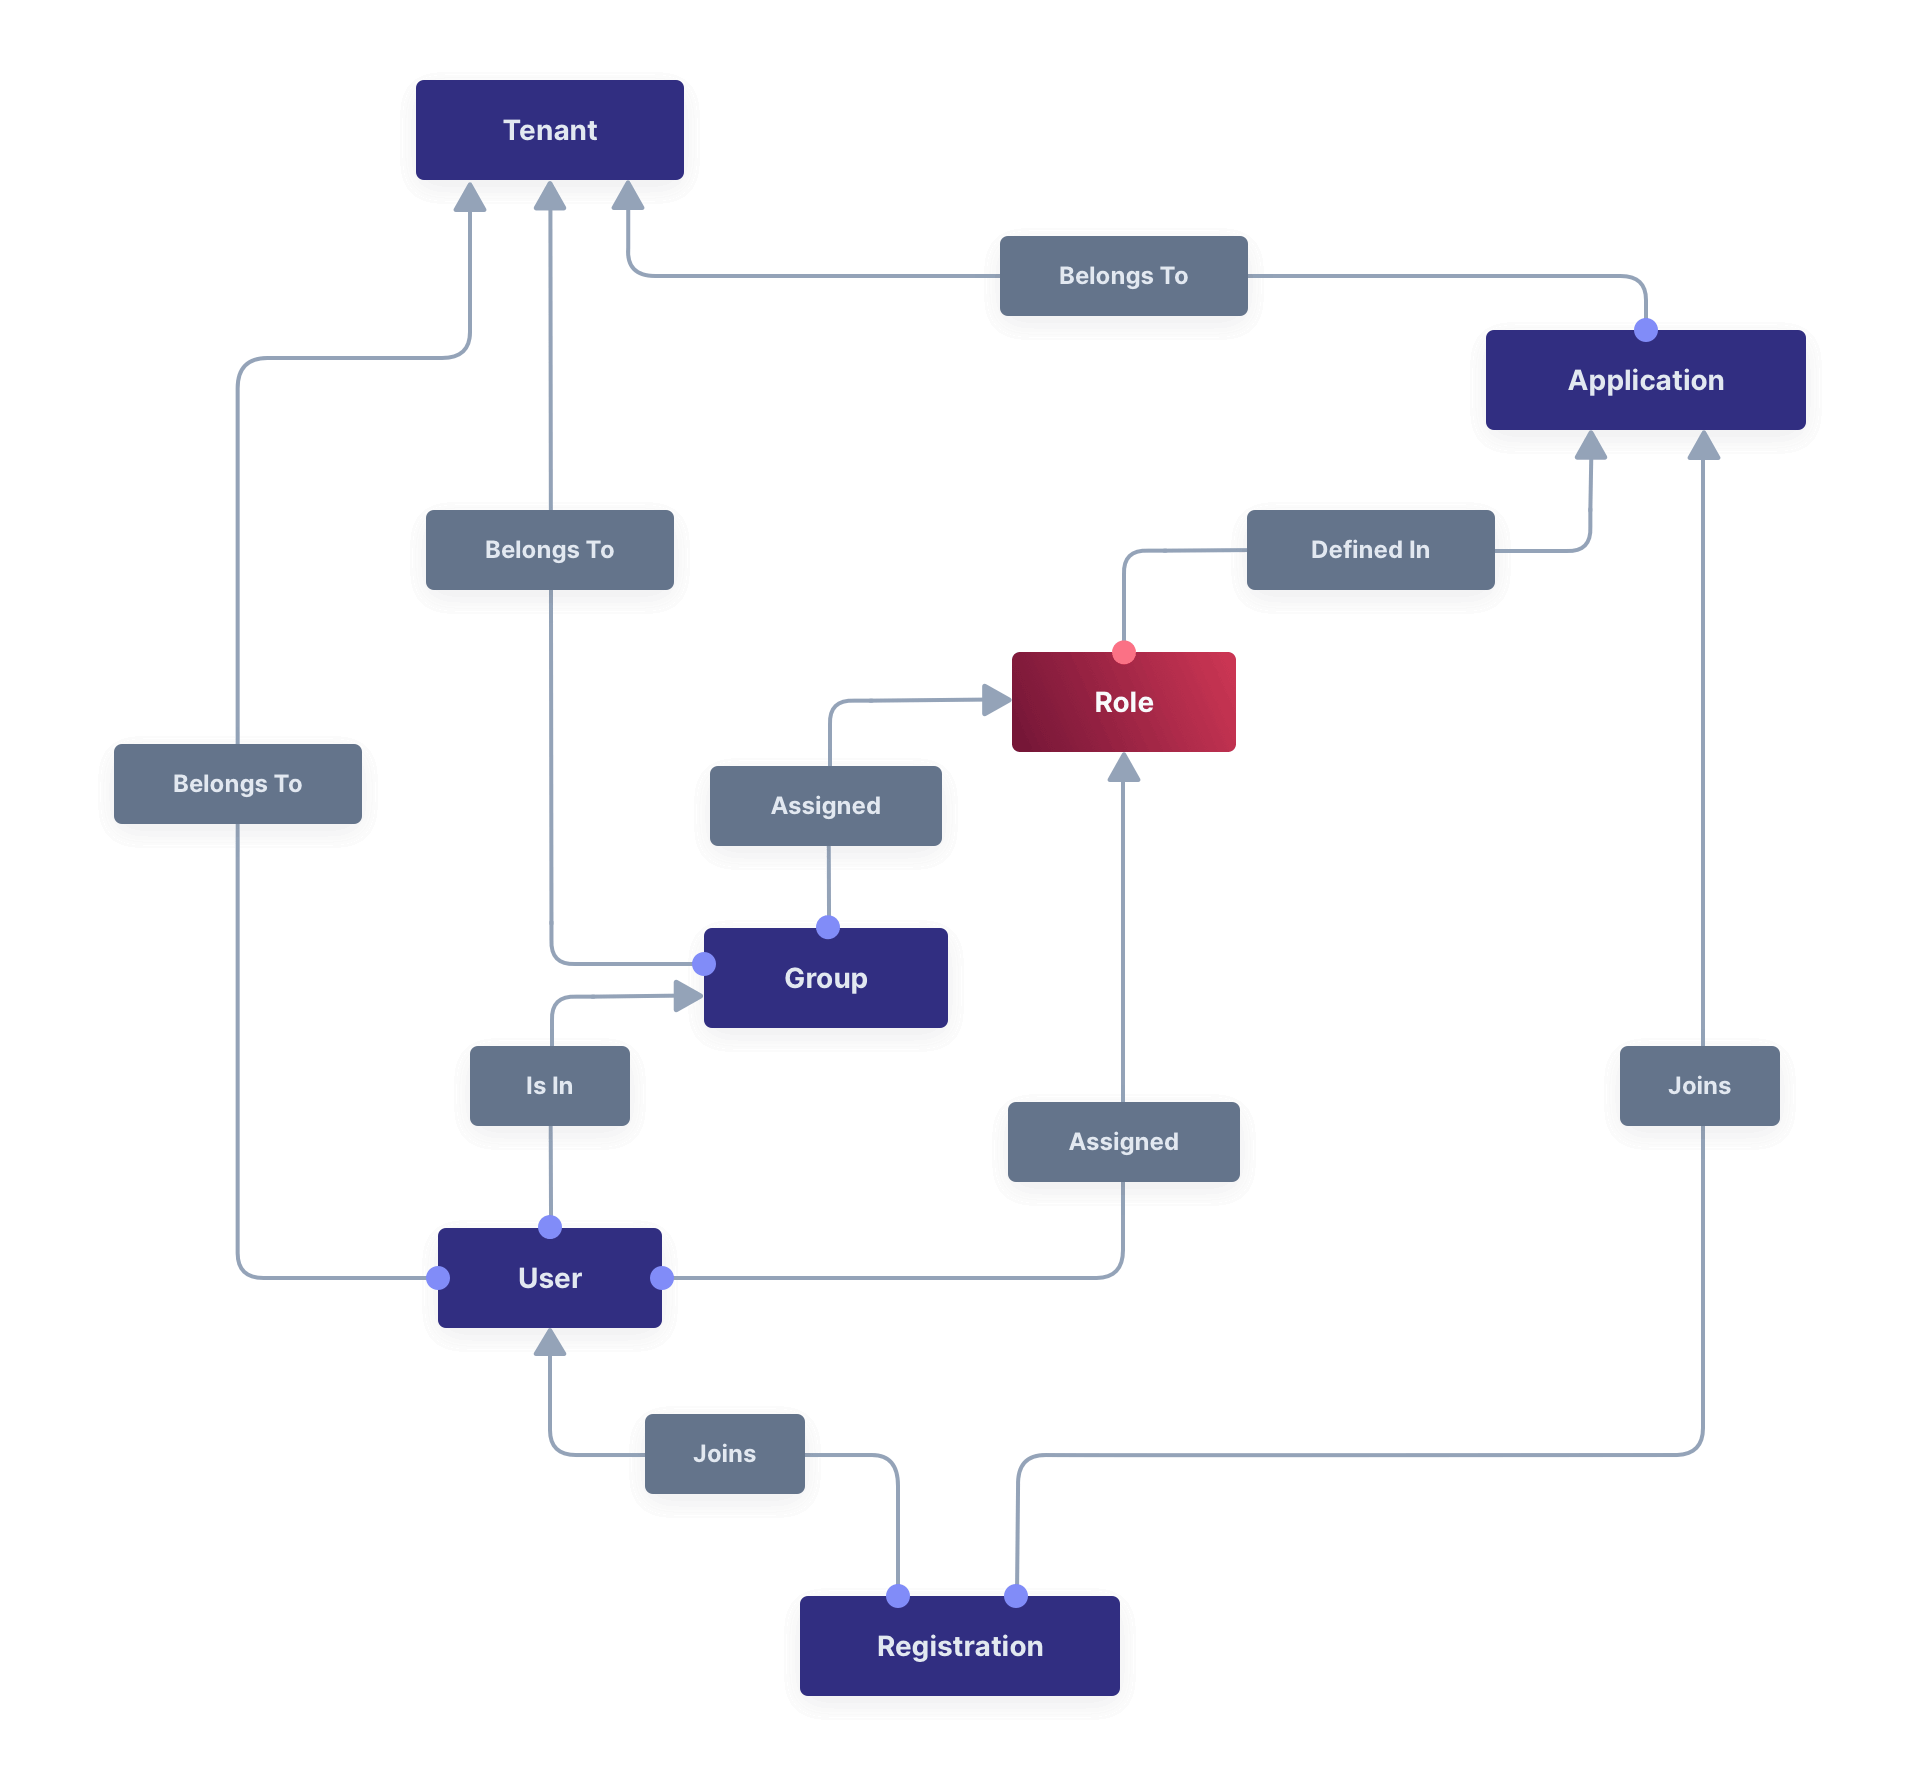 Tenant
Belongs To
Application
Belongs To
Defined In
Role
Belongs To
Assigned
Group
Is In
Joins
Assigned
User
Joins
Registration